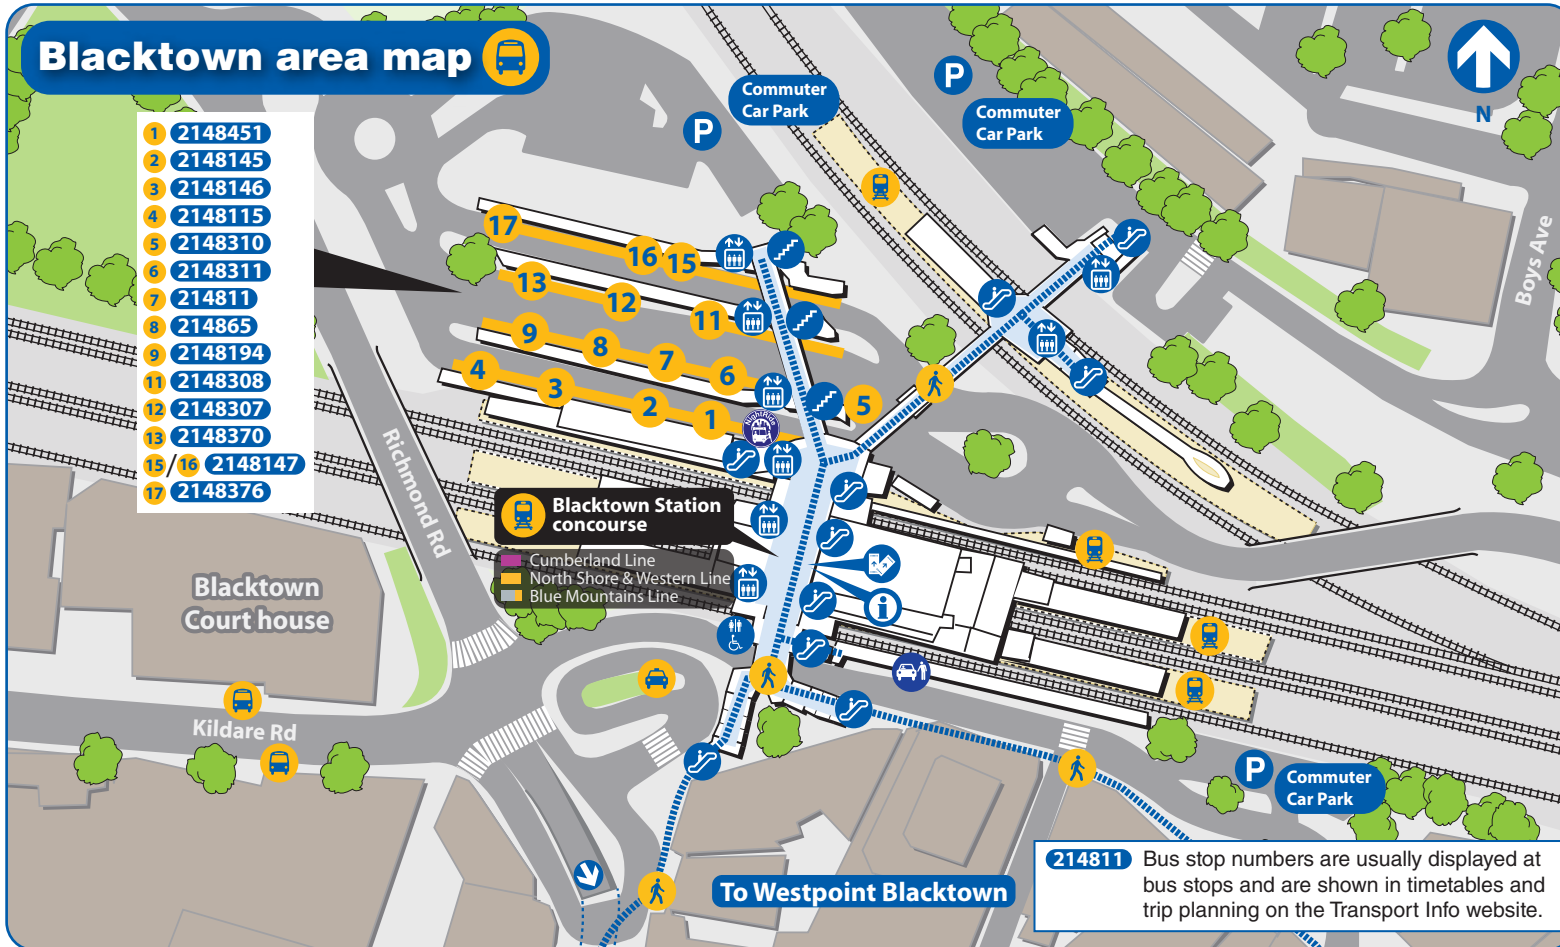 Blacktown area map
1 2148451
2 2148145
3 2148146
4 2148115
5 2148310
6 2148311
7 214811
8 214865
9 2148194
11 2148308
12 2148307
13 2148370
15 / 16 2148147
17 2148376
P
Commuter
Car Park
P
Commuter
Car Park
N
Boys Ave
17
16
15
13
12
11
9
8
7
6
5
4
3
2
1
NightRide
Richmond Rd
Blacktown Station
concourse
Cumberland Line
North Shore & Western Line
Blue Mountains Line
i
Blacktown
Court house
Kildare Rd
P
Commuter
Car Park
To Westpoint Blacktown
214811 Bus stop numbers are usually displayed at
bus stops and are shown in timetables and
trip planning on the Transport Info website.